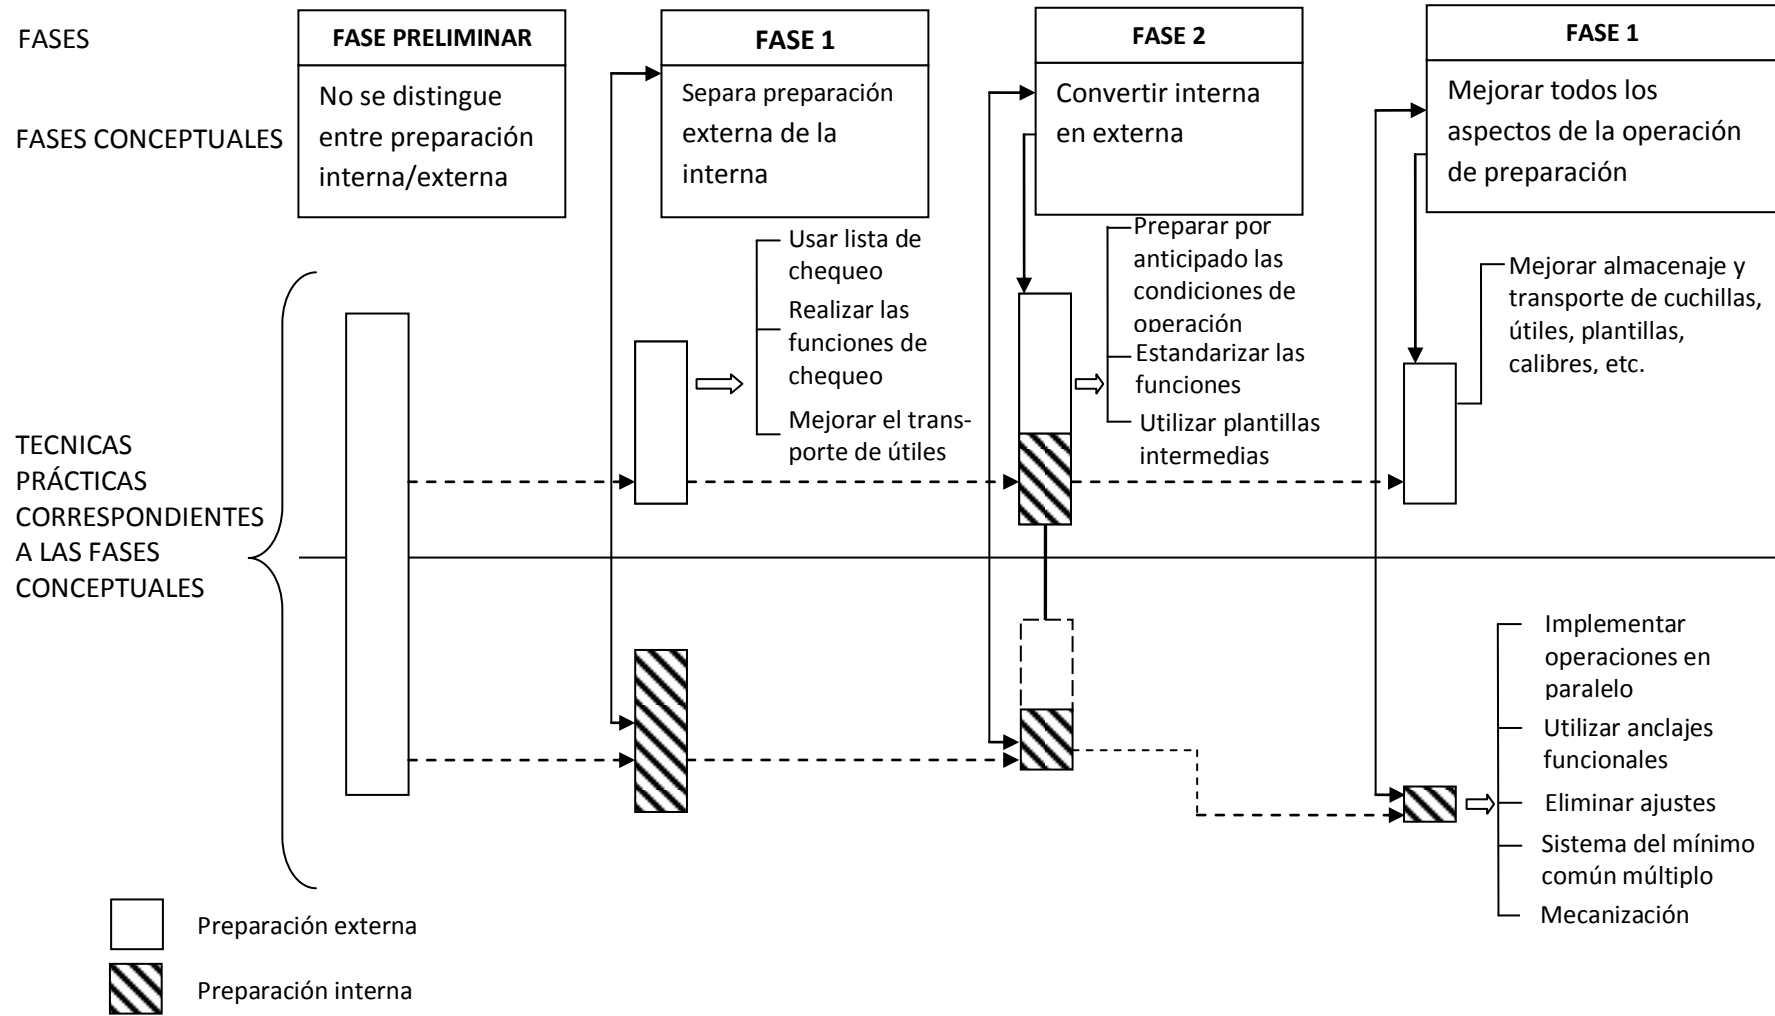 FASES
FASE PRELIMINAR
FASE 1
FASE 2
FASE 1
FASES CONCEPTUALES
No se distingue
entre preparación
interna/externa
Separa preparación
externa de la
interna
Convertir interna
en externa
Mejorar todos los
aspectos de la operación
de preparación
TECNICAS
PRÁCTICAS
CORRESPONDIENTES
A LAS FASES
CONCEPTUALES
Usar lista de
chequeo
Realizar las
funciones de
chequeo
Mejorar el trans-
porte de útiles
Preparar por
anticipado las
condiciones de
operación
Estandarizar las
funciones
Utilizar plantillas
intermedias
Mejorar almacenaje y
transporte de cuchillas,
útiles, plantillas,
calibres, etc.
Implementar
operaciones en
paralelo
Utilizar anclajes
funcionales
Eliminar ajustes
Sistema del mínimo
común múltiplo
Mecanización
Preparación externa
Preparación interna